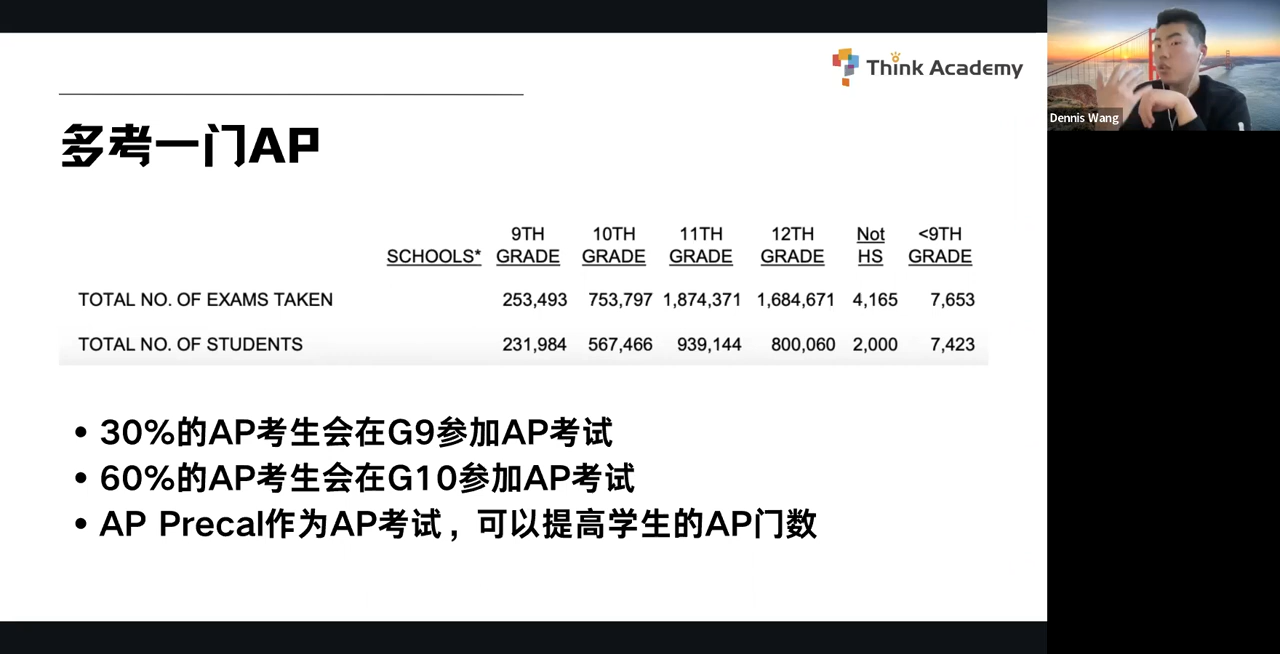 Think Academy
Dennis Wang
多考一门AP
9TH 10TH 11TH 12TH Not <9TH
SCHOOLS* GRADE GRADE GRADE GRADE HS GRADE
TOTAL NO. OF EXAMS TAKEN 253,493 753,797 1,874,371 1,684,671 4,165 7,653
TOTAL NO. OF STUDENTS 231,984 567,466 939,144 800,060 2,000 7,423
• 30%的AP考生会在G9参加AP考试
• 60%的AP考生会在G10参加AP考试
• AP Precal作为AP考试，可以提高学生的AP门数